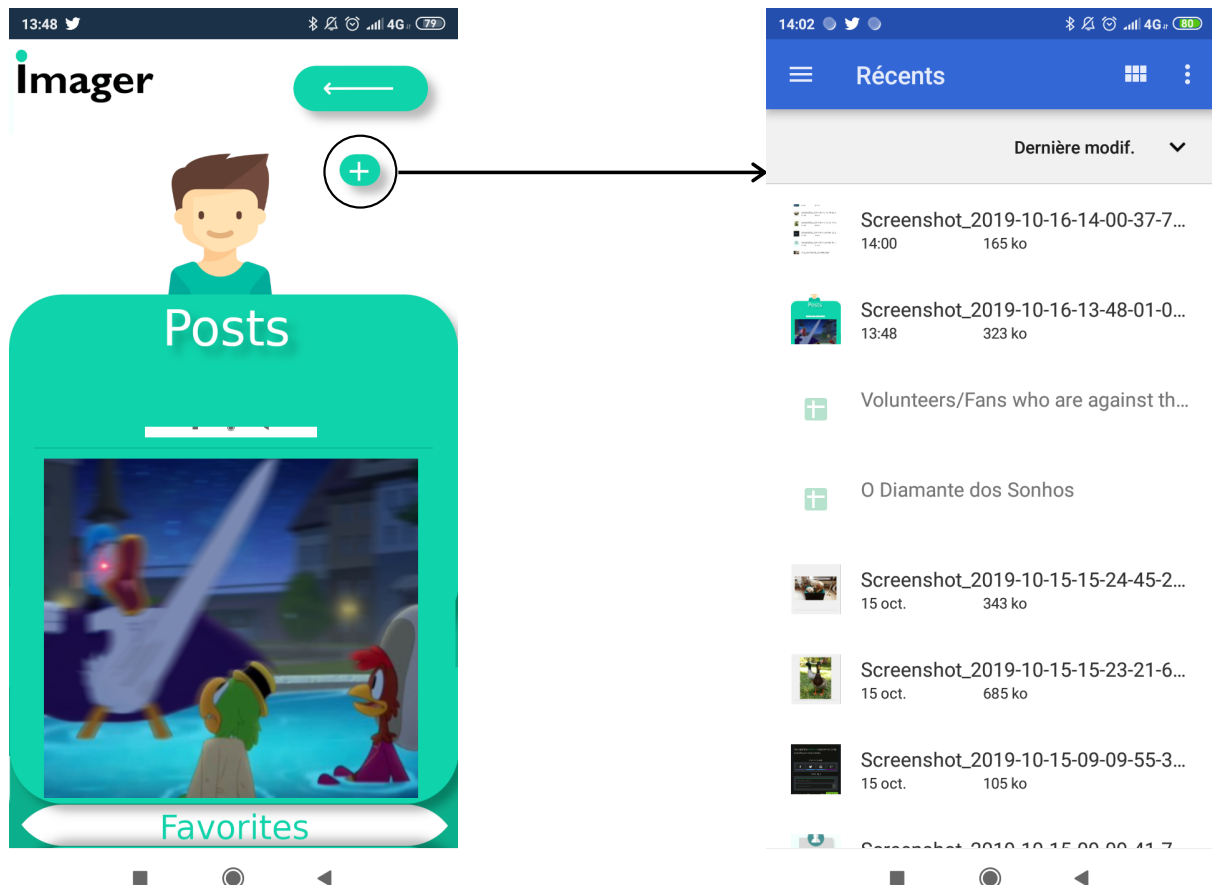 13:48
4G
79
Imager
Posts
Favorites
14:02
4G
80
Récents
Dernière modif.
Screenshot_2019-10-16-14-00-37-7...
14:00 165 ko
Screenshot_2019-10-16-13-48-01-0...
13:48 323 ko
Volunteers/Fans who are against th...
O Diamante dos Sonhos
Screenshot_2019-10-15-15-24-45-2...
15 oct. 343 ko
Screenshot_2019-10-15-15-23-21-6...
15 oct. 685 ko
Screenshot_2019-10-15-09-09-55-3...
15 oct. 105 ko